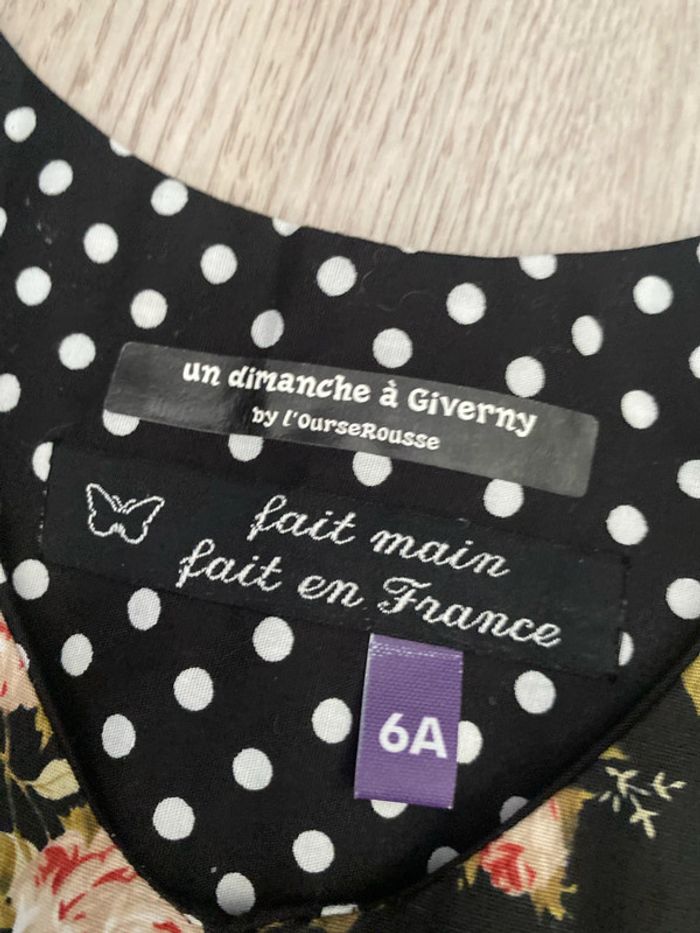 un dimanche à Giverny
by l'OurseRousse
fait main
fait en France
6A